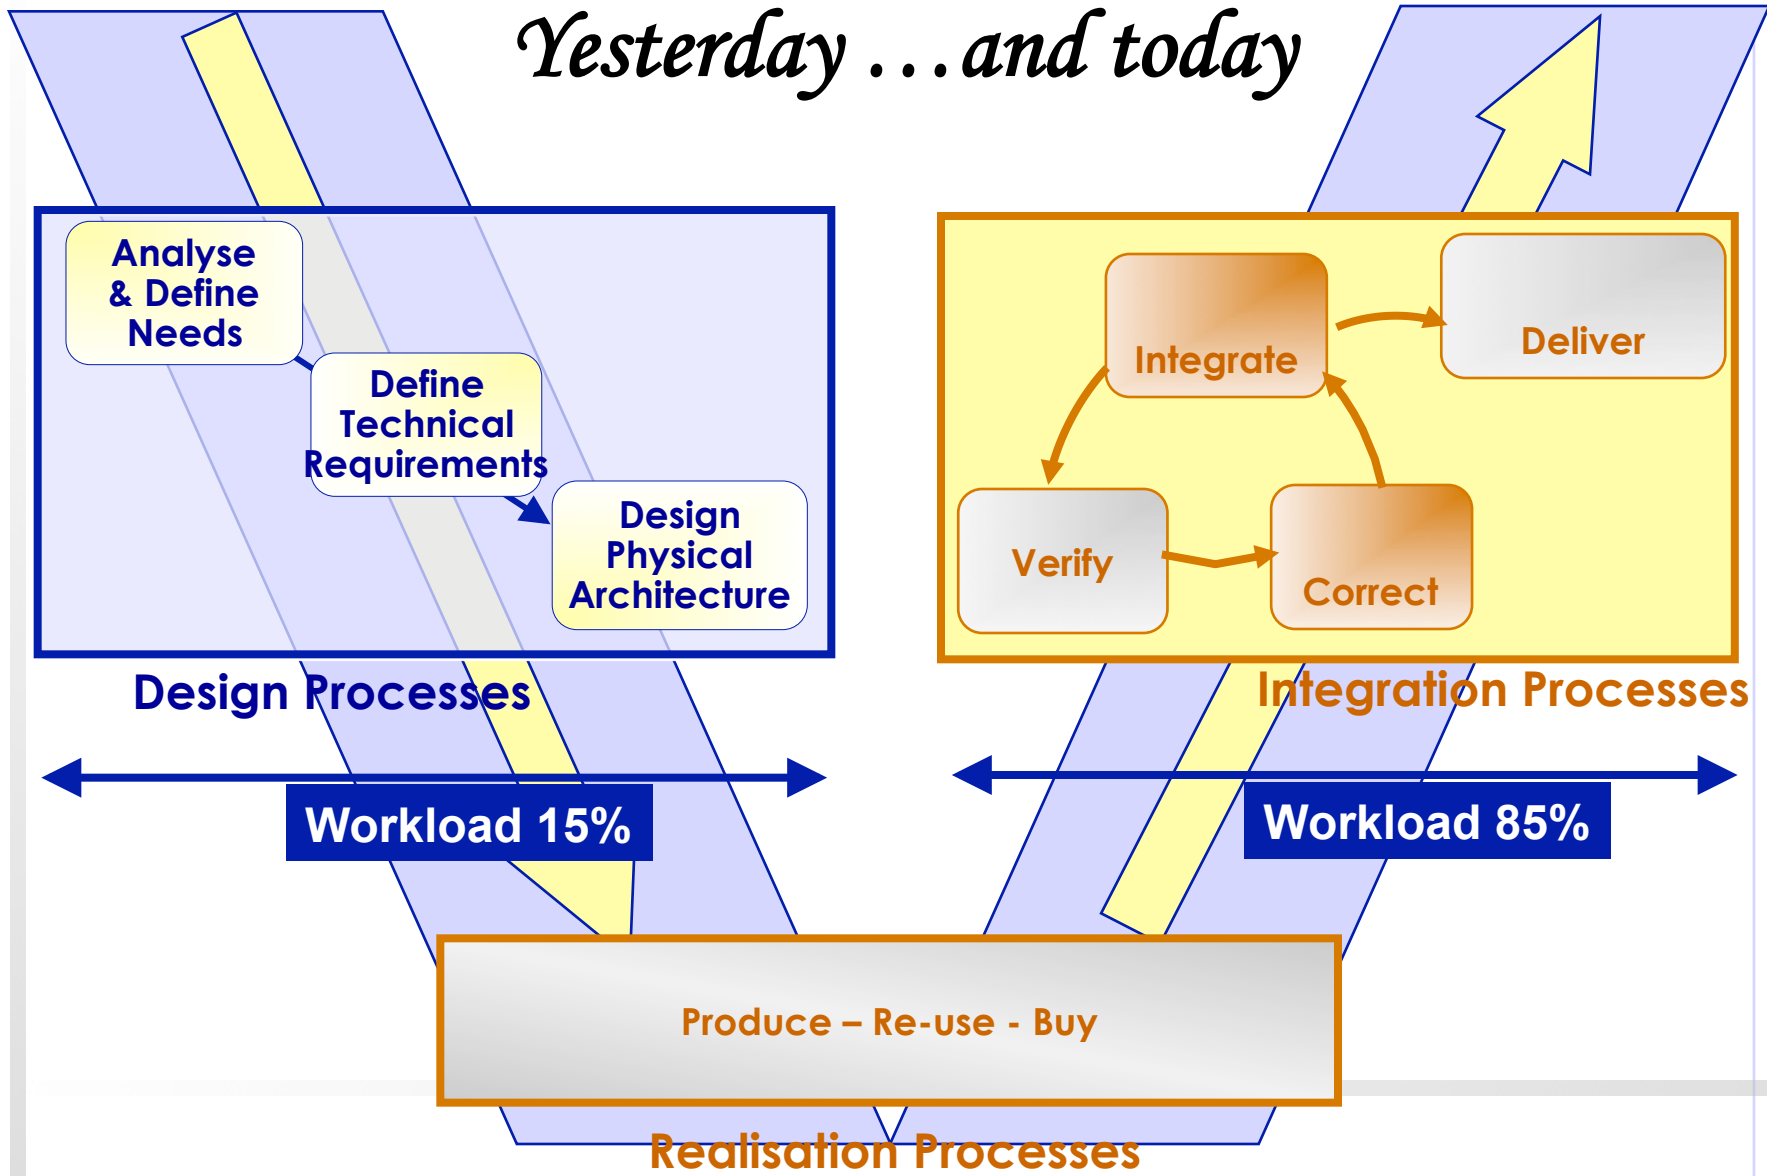 Yesterday …and today
Analyse
& Define
Needs
Define
Technical
Requirements
Design
Physical
Architecture
Design Processes
Workload 15%
Integrate
Deliver
Verify
Correct
Integration Processes
Workload 85%
Produce – Re-use - Buy
Realisation Processes